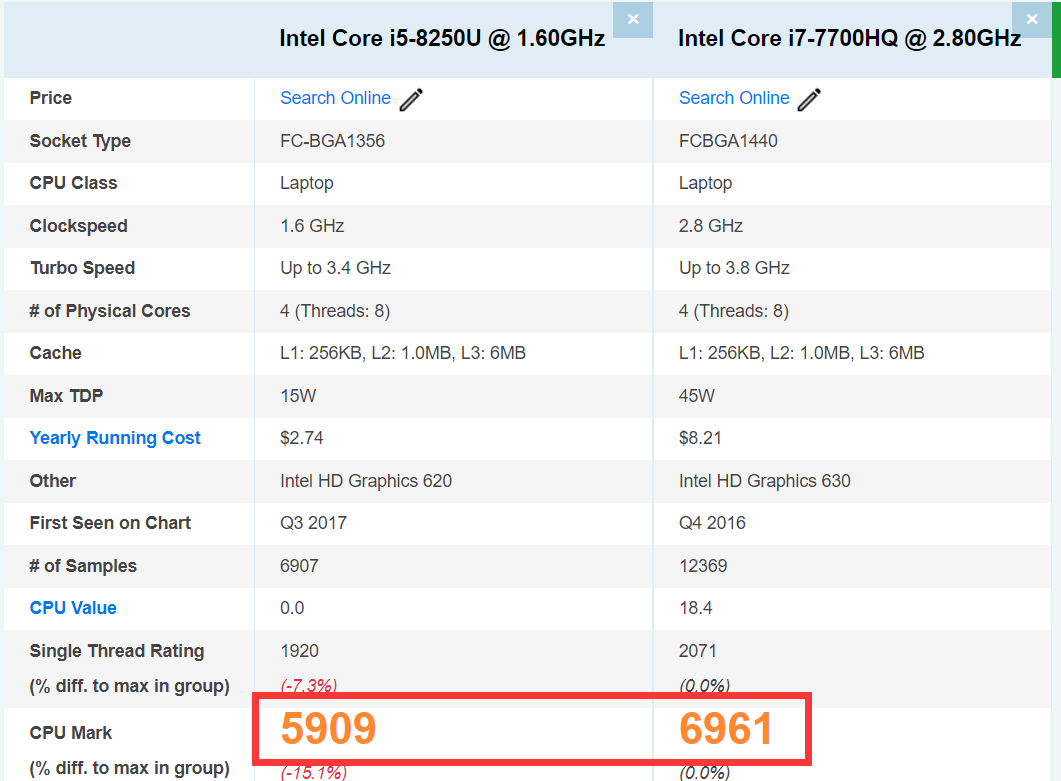 × ×
Intel Core i5-8250U @ 1.60GHz Intel Core i7-7700HQ @ 2.80GHz
Price Search Online Search Online
Socket Type FC-BGA1356 FCBGA1440
CPU Class Laptop Laptop
Clockspeed 1.6 GHz 2.8 GHz
Turbo Speed Up to 3.4 GHz Up to 3.8 GHz
# of Physical Cores 4 (Threads: 8) 4 (Threads: 8)
Cache L1: 256KB, L2: 1.0MB, L3: 6MB L1: 256KB, L2: 1.0MB, L3: 6MB
Max TDP 15W 45W
Yearly Running Cost $2.74 $8.21
Other Intel HD Graphics 620 Intel HD Graphics 630
First Seen on Chart Q3 2017 Q4 2016
# of Samples 6907 12369
CPU Value 0.0 18.4
Single Thread Rating 1920 2071
(% diff. to max in group) (-7.3%) (0.0%)
CPU Mark 5909 6961
(% diff. to max in group) (-15.1%) (0.0%)